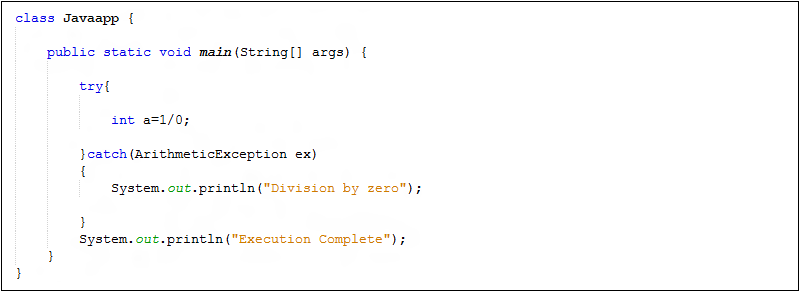 class Javaapp {
public static void main(String[] args) {
try{
int a=1/0;
}catch(ArithmeticException ex)
{
System.out.println("Division by zero");
}
System.out.println("Execution Complete");
}
}